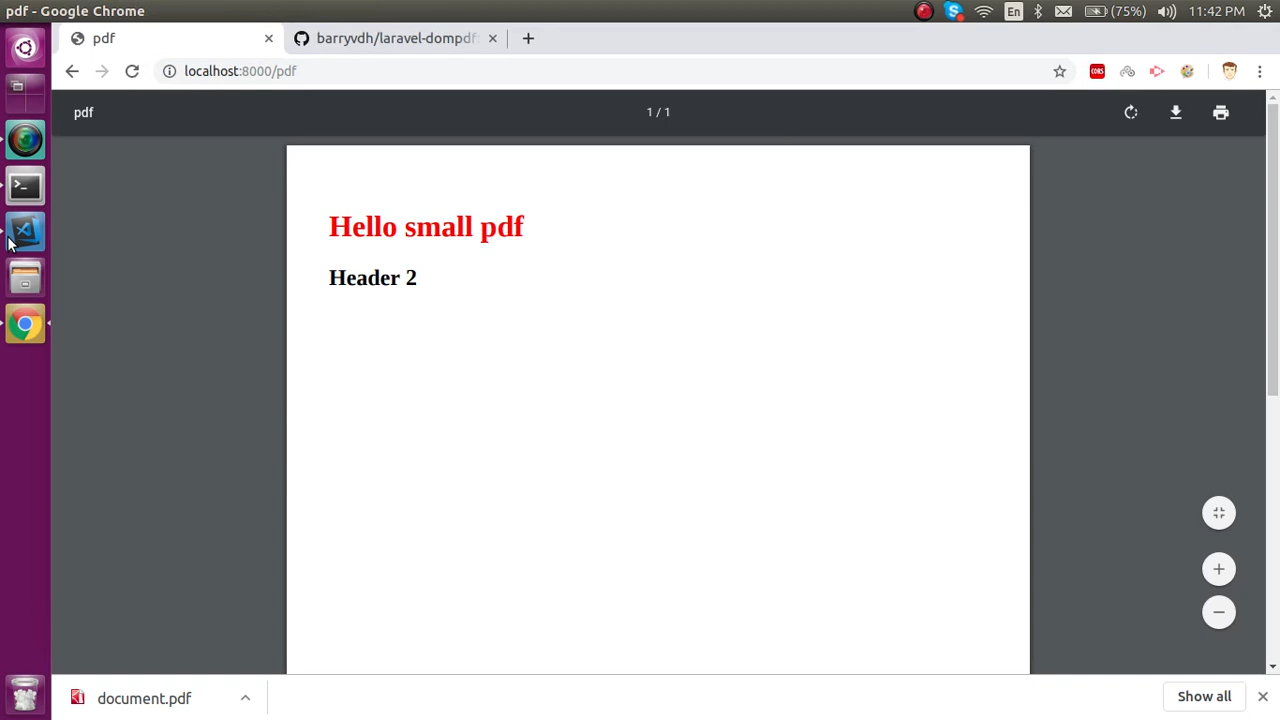 pdf - Google Chrome
En
(75%)
11:42 PM
pdf
barryvdh/laravel-dompdf:
localhost:8000/pdf
CORS
pdf
1 / 1
Hello small pdf
Header 2
document.pdf
Show all